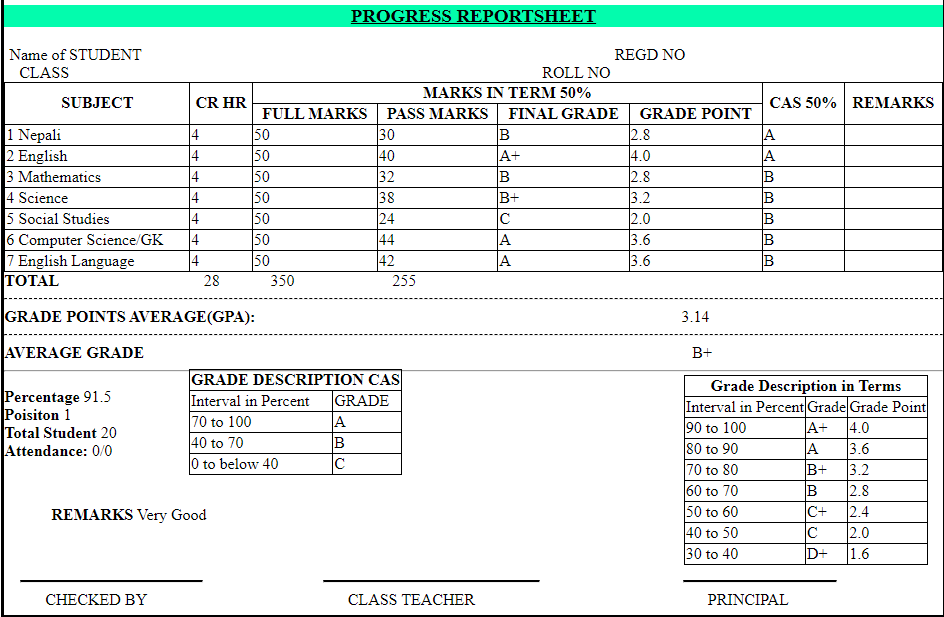 PROGRESS REPORTSHEET
Name of STUDENT REGD NO
CLASS ROLL NO
SUBJECT CR HR MARKS IN TERM 50% CAS 50% REMARKS
FULL MARKS PASS MARKS FINAL GRADE GRADE POINT
1 Nepali 4 50 30 B 2.8 A
2 English 4 50 40 A+ 4.0 A
3 Mathematics 4 50 32 B 2.8 B
4 Science 4 50 38 B+ 3.2 B
5 Social Studies 4 50 24 C 2.0 B
6 Computer Science/GK 4 50 44 A 3.6 B
7 English Language 4 50 42 A 3.6 B
TOTAL 28 350 255
GRADE POINTS AVERAGE(GPA): 3.14
AVERAGE GRADE B+
Percentage 91.5
Poisiton 1
Total Student 20
Attendance: 0/0
GRADE DESCRIPTION CAS
Interval in Percent GRADE
70 to 100 A
40 to 70 B
0 to below 40 C
Grade Description in Terms
Interval in Percent Grade Grade Point
90 to 100 A+ 4.0
80 to 90 A 3.6
70 to 80 B+ 3.2
60 to 70 B 2.8
50 to 60 C+ 2.4
40 to 50 C 2.0
30 to 40 D+ 1.6
REMARKS Very Good
CHECKED BY CLASS TEACHER PRINCIPAL